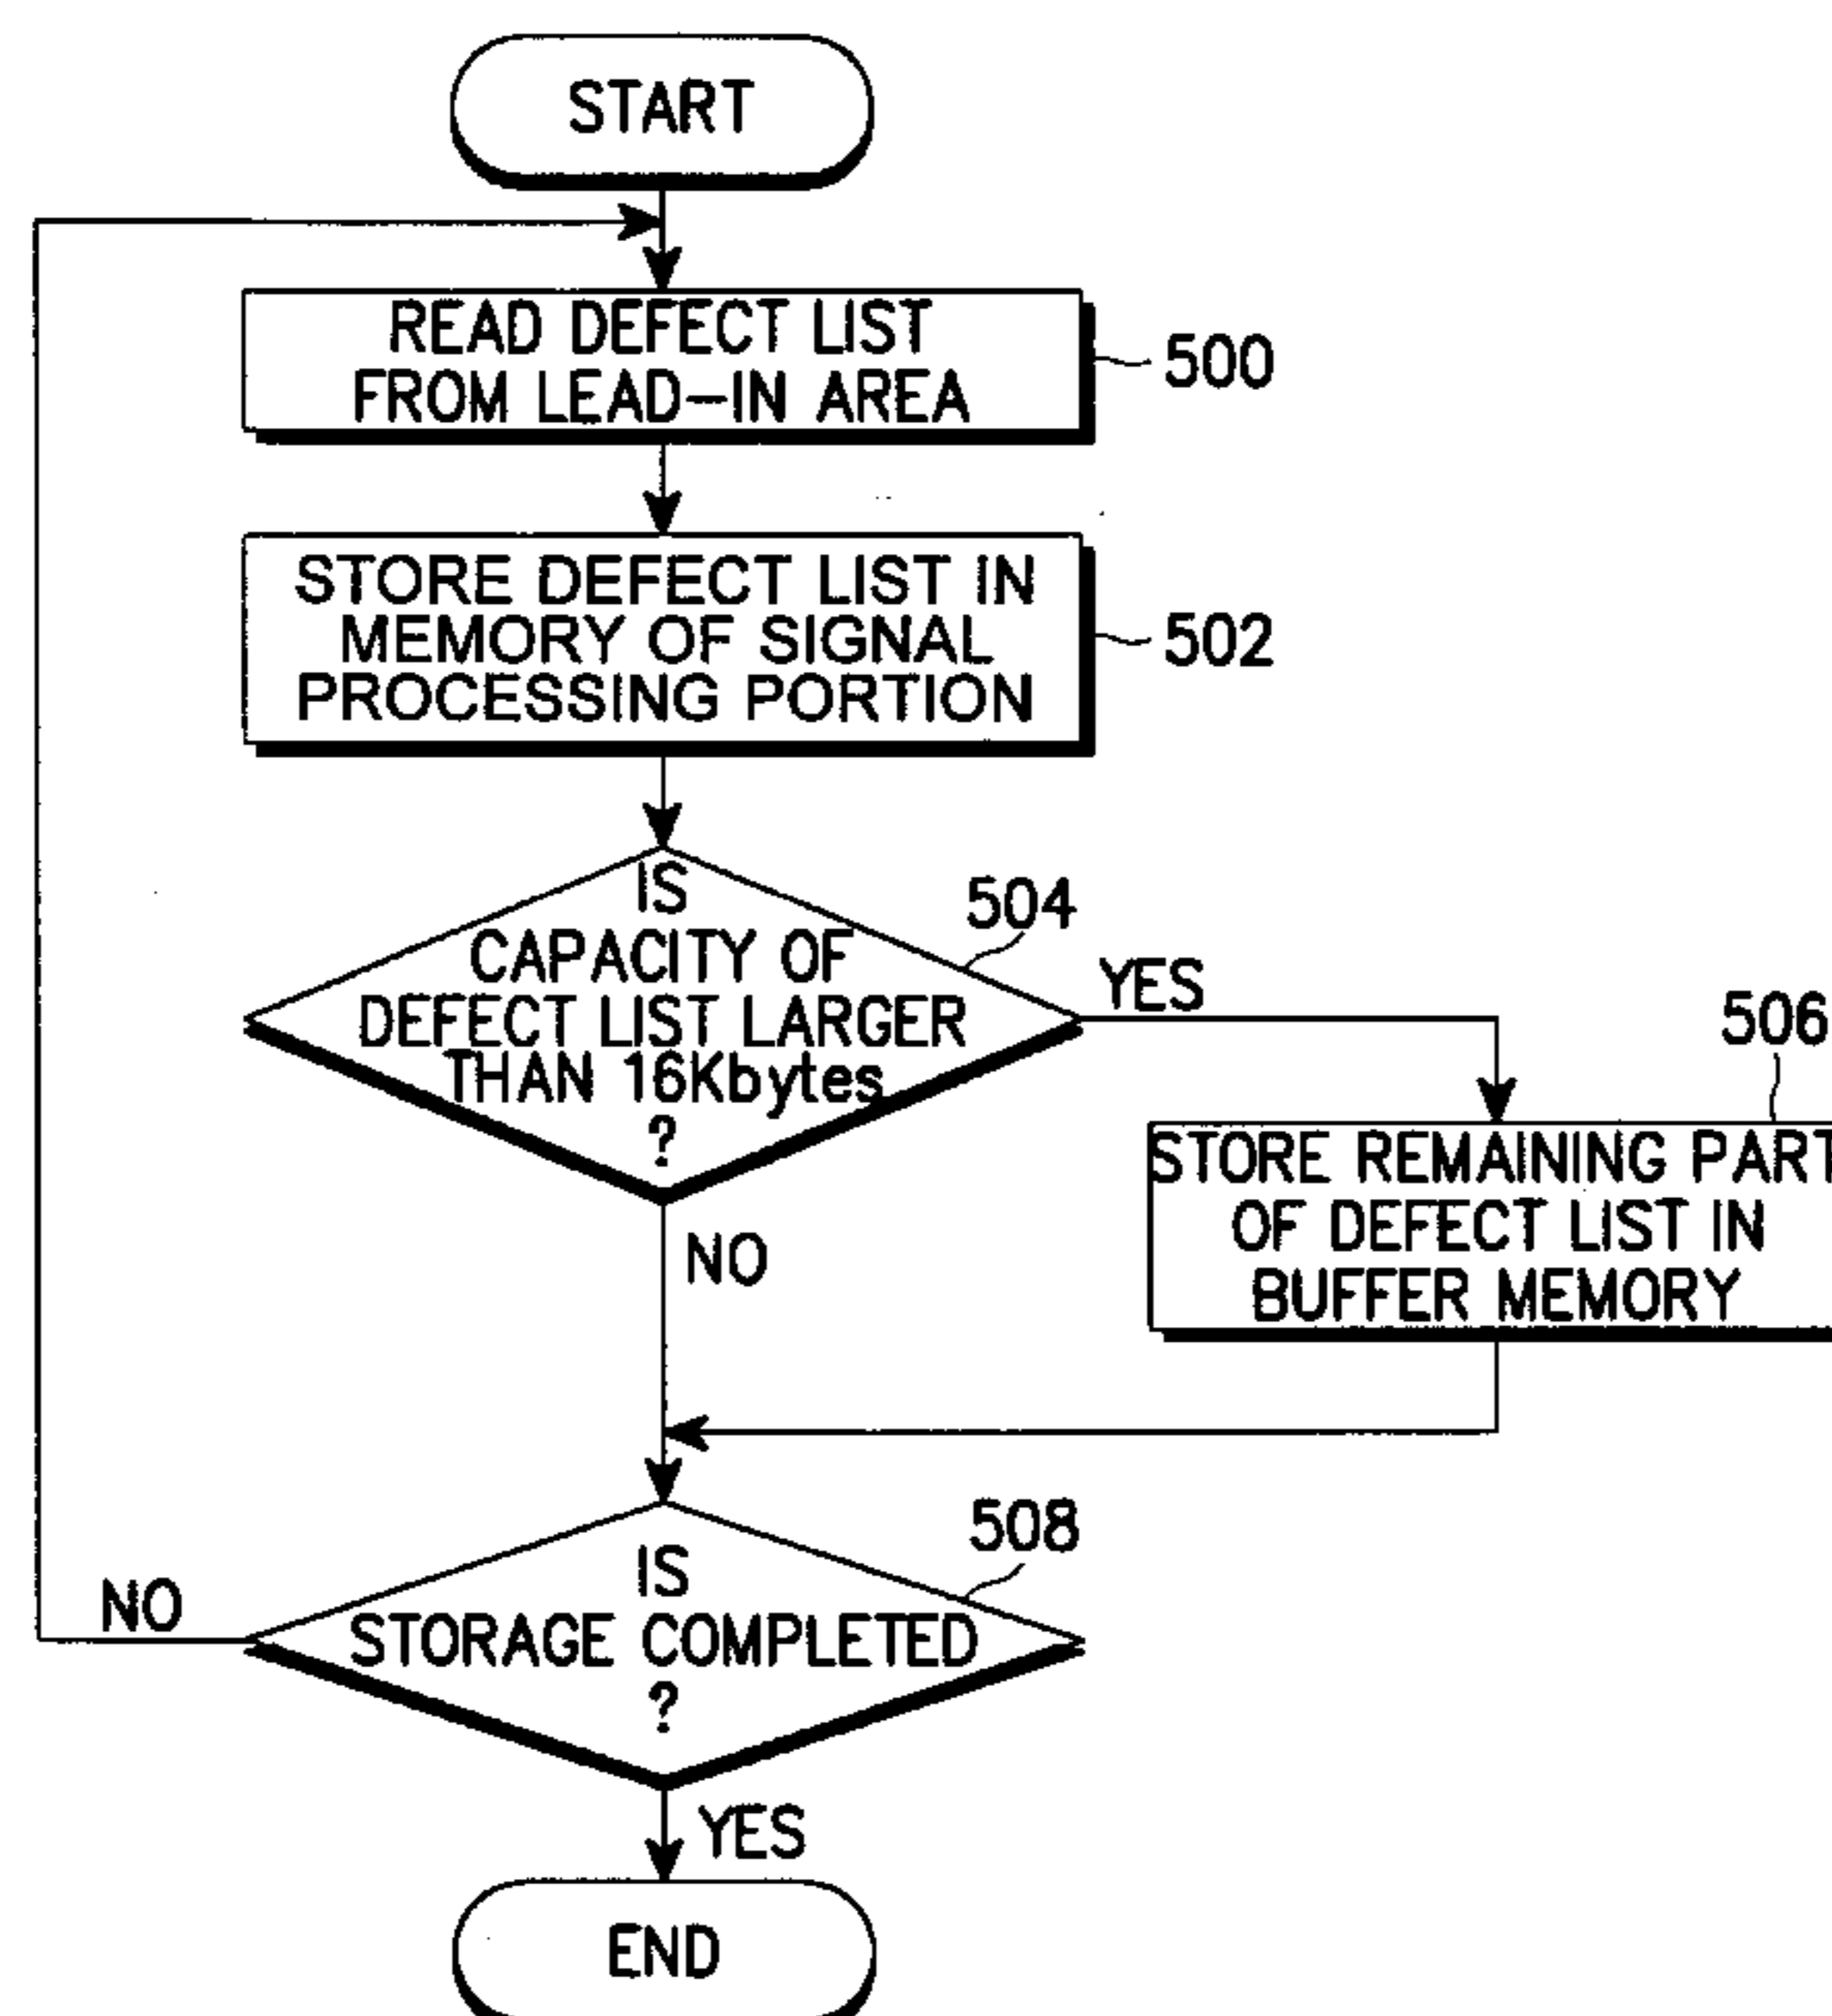 START
READ DEFECT LIST
FROM LEAD-IN AREA
500
STORE DEFECT LIST IN
MEMORY OF SIGNAL
PROCESSING PORTION
502
IS
CAPACITY OF
DEFECT LIST LARGER
THAN 16Kbytes
?
504
YES
506
STORE REMAINING PART
OF DEFECT LIST IN
BUFFER MEMORY
NO
IS
STORAGE COMPLETED
?
508
NO
YES
END